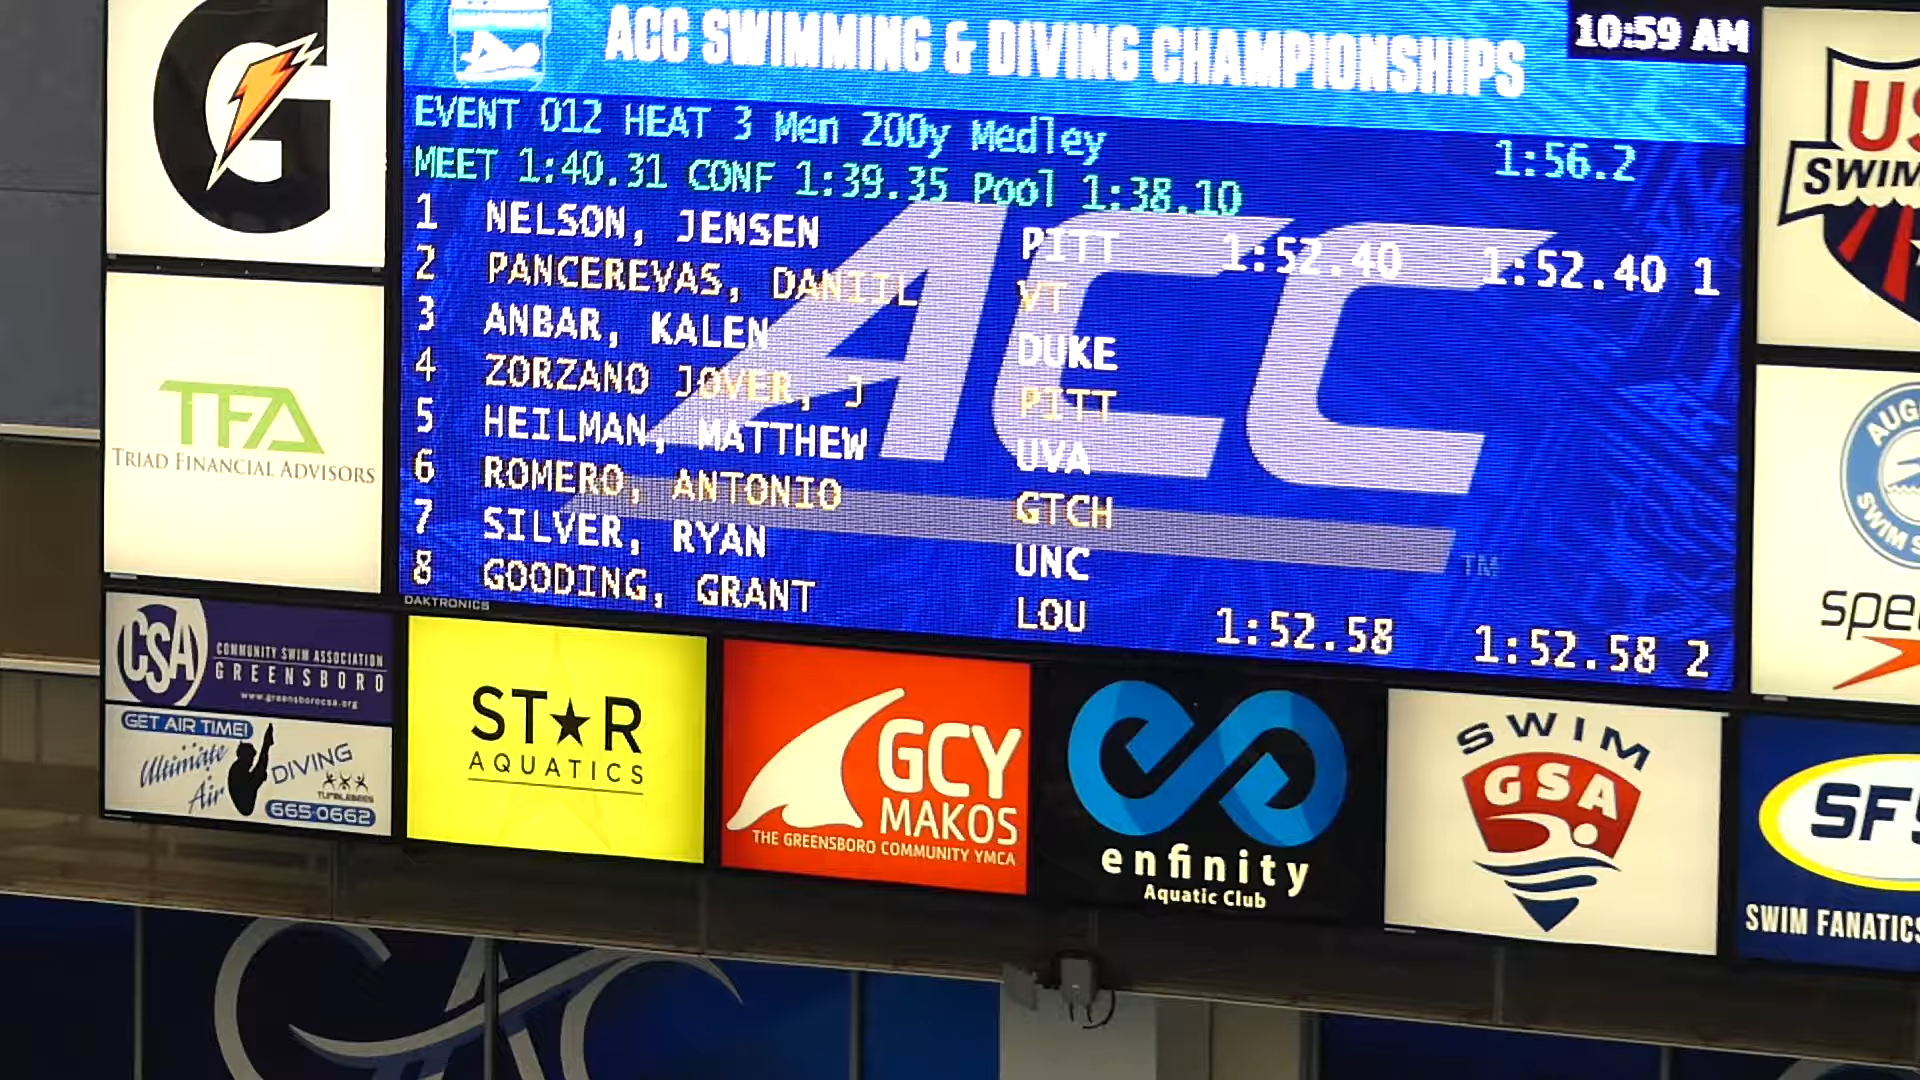 ACC SWIMMING & DIVING CHAMPIONSHIPS
10:59 AM
EVENT 012 HEAT 3 Men 200y Medley 1:56.2
MEET 1:40.31 CONF 1:39.35 Pool 1:38.10
1 NELSON, JENSEN PITT 1:52.40 1:52.40 1
2 PANCEREVAS, DANIIL VT
3 ANBAR, KALEN DUKE
4 ZORZANO JOVER, J PITT
5 HEILMAN, MATTHEW UVA
6 ROMERO, ANTONIO GTCH
7 SILVER, RYAN UNC
8 GOODING, GRANT LOU 1:52.58 1:52.58 2
ACC
TM
DAKTRONICS
G
TFA
TRIAD FINANCIAL ADVISORS
CSA
COMMUNITY SWIM ASSOCIATION
GREENSBORO
www.greensborocsa.org
GET AIR TIME!
Ultimate
Air
DIVING
TUMBLEBEES
665-0662
STAR
AQUATICS
GCY
MAKOS
THE GREENSBORO COMMUNITY YMCA
enfinity
Aquatic Club
SWIM
GSA
SWIM FANATICS